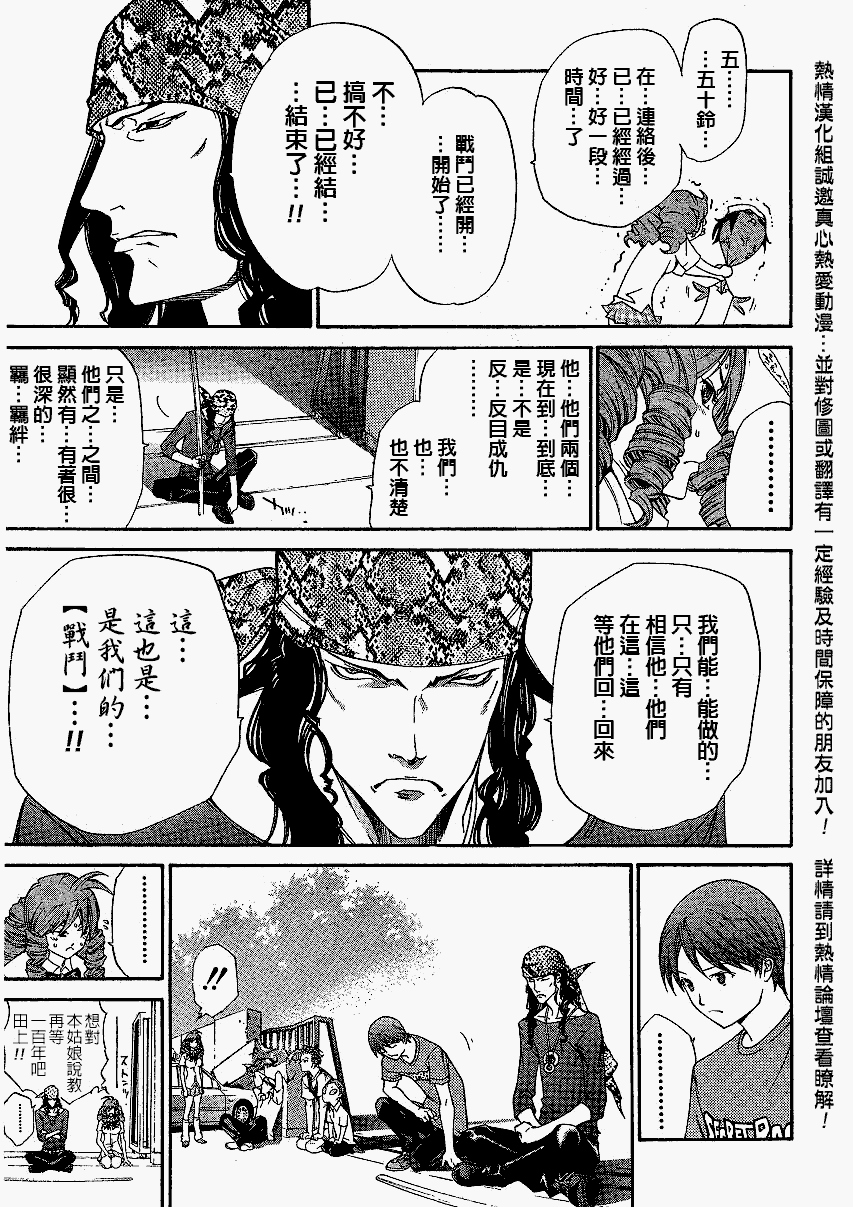 五……
…五十鈴…
在…連絡後…
已…已經經過…
好…好一段…
時間…了
戰鬥已經開…
…開始了……
不…
搞不好…
已…已經結…
…結束了…!!
…………
他…他們兩個…
現在到…到底…
是…不是
反…反目成仇
我們…
也…
也不清楚
只是…
他們之…之間…
顯然有…有著很…
很深的…
羈…羈絆…
我們能…能做的…
只…只有
相信他…他們
在這…這
等他們回…回來
這…
這也是…
是我们的…
【戰鬥】…!!
…………
!!
…………
想對
本姑娘說教
再等
一百年吧
田上!!
ストンッ
………
熱情漢化組誠邀真心熱愛動漫…並對修圖或翻譯有一定經驗及時間保障的朋友加入！ 詳情請到熱情論壇查看瞭解！